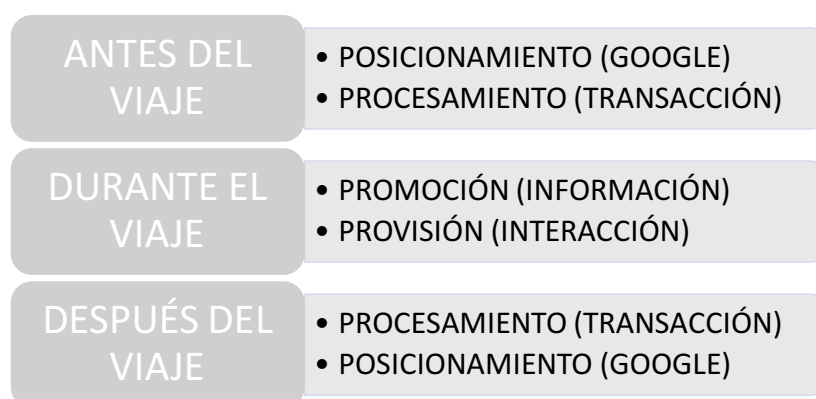 ANTES DEL
VIAJE
• POSICIONAMIENTO (GOOGLE)
• PROCESAMIENTO (TRANSACCIÓN)
DURANTE EL
VIAJE
• PROMOCIÓN (INFORMACIÓN)
• PROVISIÓN (INTERACCIÓN)
DESPUÉS DEL
VIAJE
• PROCESAMIENTO (TRANSACCIÓN)
• POSICIONAMIENTO (GOOGLE)